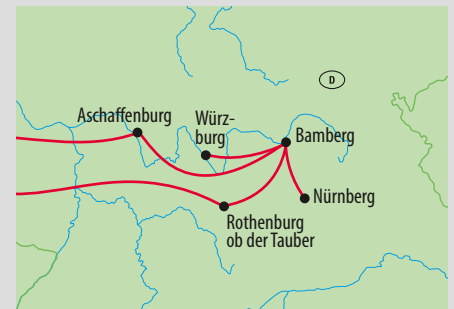 D
Aschaffenburg
Würz-
burg
Bamberg
Nürnberg
Rothenburg
ob der Tauber